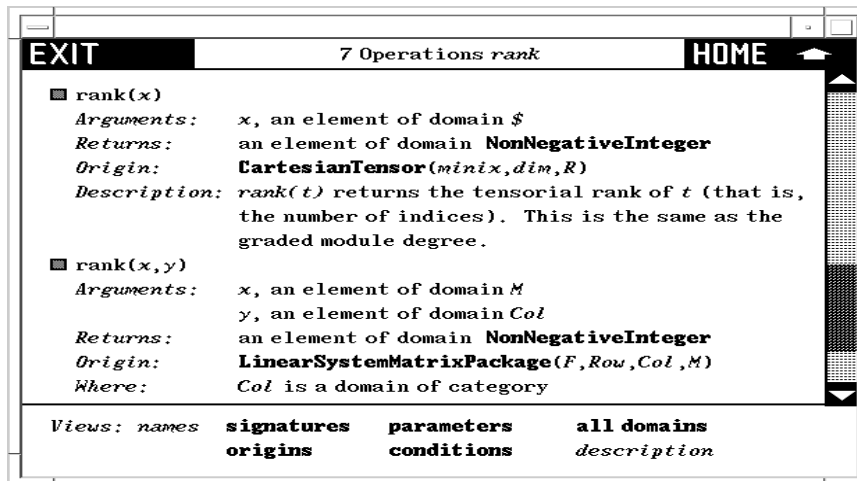 EXIT 7 Operations rank HOME
rank(x)
Arguments: x, an element of domain $
Returns: an element of domain NonNegativeInteger
Origin: CartesianTensor(minix,dim,R)
Description: rank(t) returns the tensorial rank of t (that is,
the number of indices). This is the same as the
graded module degree.
rank(x,y)
Arguments: x, an element of domain M
y, an element of domain Col
Returns: an element of domain NonNegativeInteger
Origin: LinearSystemMatrixPackage(F,Row,Col,M)
Where: Col is a domain of category
Views: names signatures parameters all domains
origins conditions description